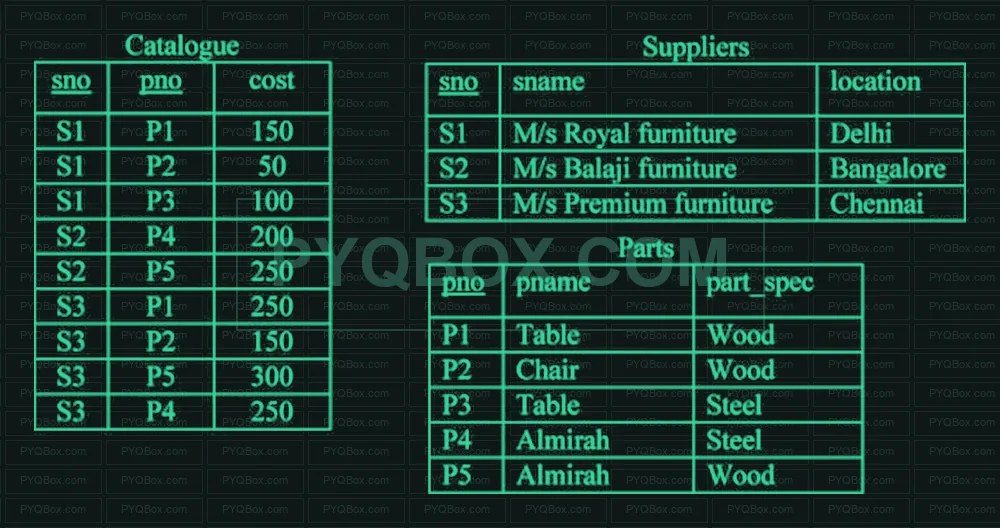 Catalogue
sno pno cost
S1 P1 150
S1 P2 50
S1 P3 100
S2 P4 200
S2 P5 250
S3 P1 250
S3 P2 150
S3 P5 300
S3 P4 250
Suppliers
sno sname location
S1 M/s Royal furniture Delhi
S2 M/s Balaji furniture Bangalore
S3 M/s Premium furniture Chennai
Parts
pno pname part_spec
P1 Table Wood
P2 Chair Wood
P3 Table Steel
P4 Almirah Steel
P5 Almirah Wood
PYQBOX.COM